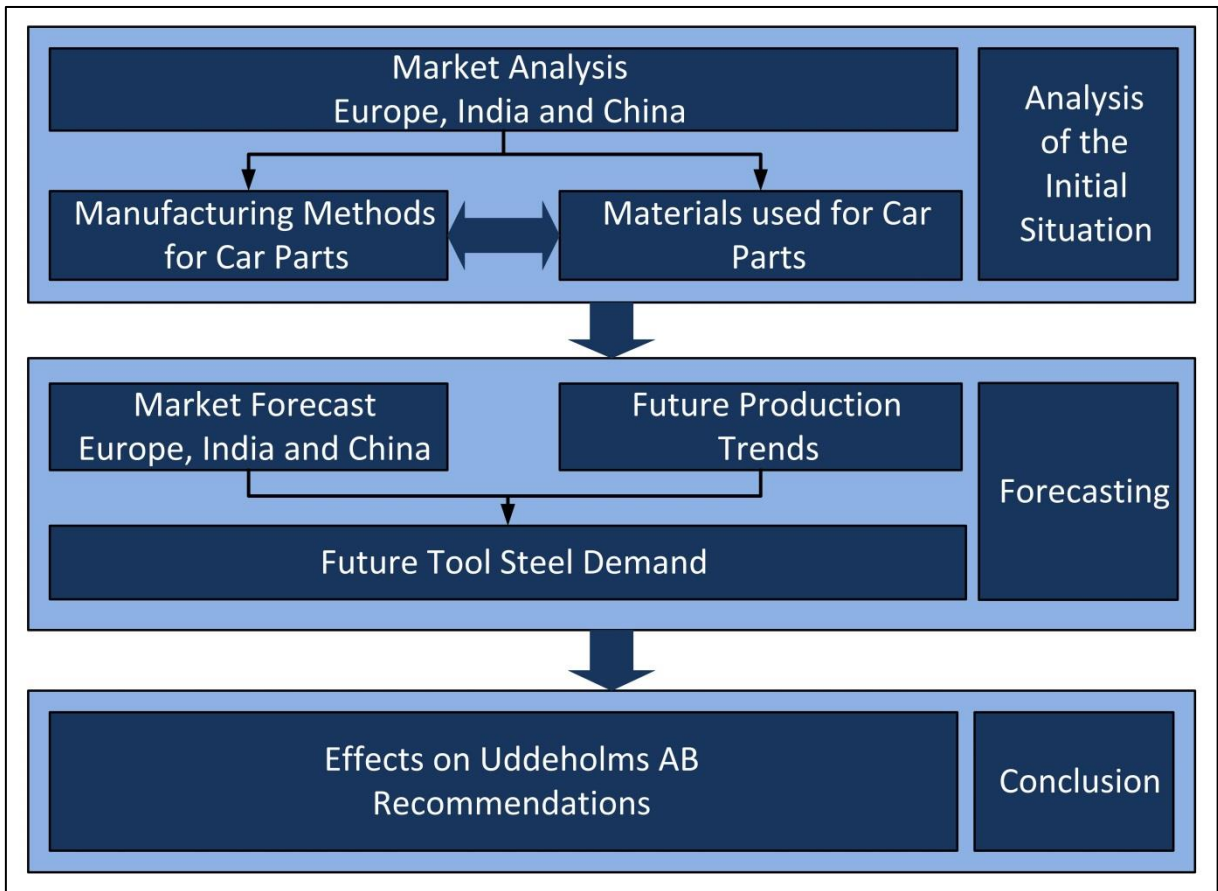 Market Analysis
Europe, India and China
Analysis
of the
Initial
Situation
Manufacturing Methods
for Car Parts
Materials used for Car
Parts
Market Forecast
Europe, India and China
Future Production
Trends
Forecasting
Future Tool Steel Demand
Effects on Uddeholms AB
Recommendations
Conclusion